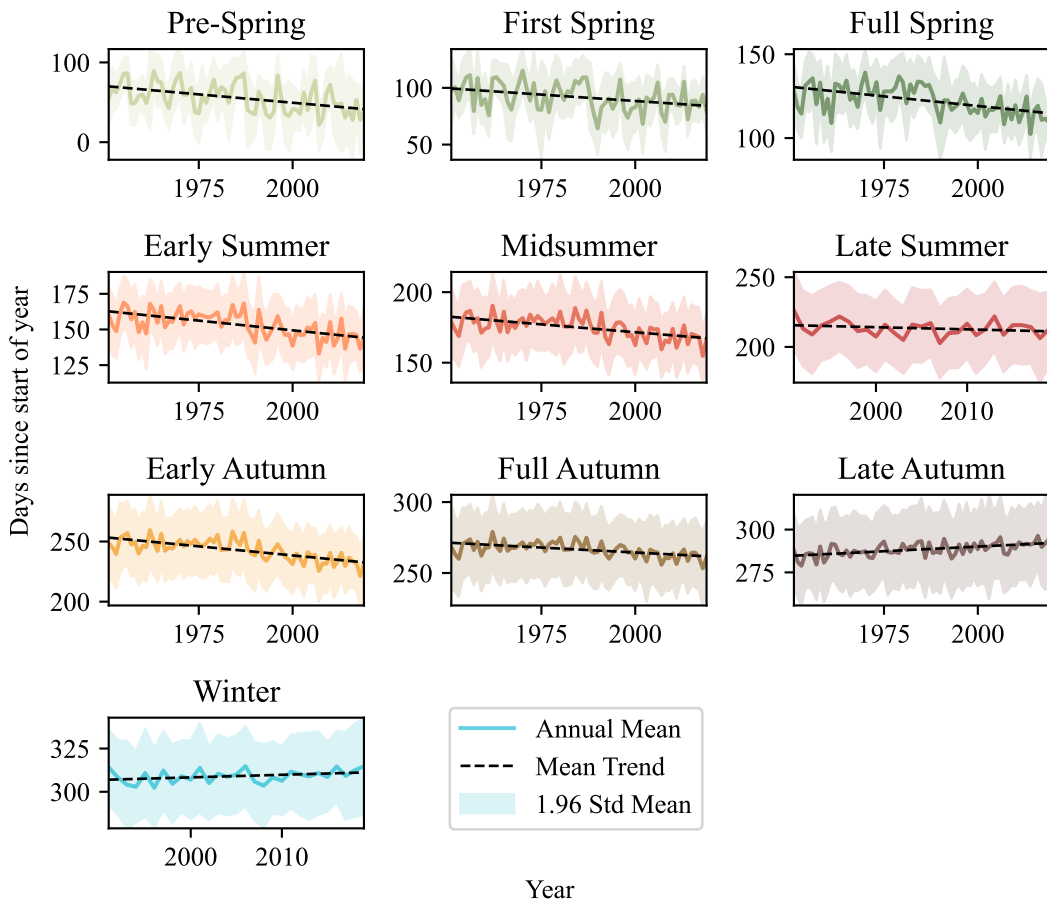 Pre-Spring First Spring Full Spring
100 0 1975 2000
100 50 1975 2000
150 100 1975 2000
Early Summer Midsummer Late Summer
175 150 125 1975 2000
200 150 1975 2000
250 200 2000 2010
Days since start of year
Early Autumn Full Autumn Late Autumn
250 200 1975 2000
300 250 1975 2000
300 275 1975 2000
Winter
325 300 2000 2010
Annual Mean
Mean Trend
1.96 Std Mean
Year